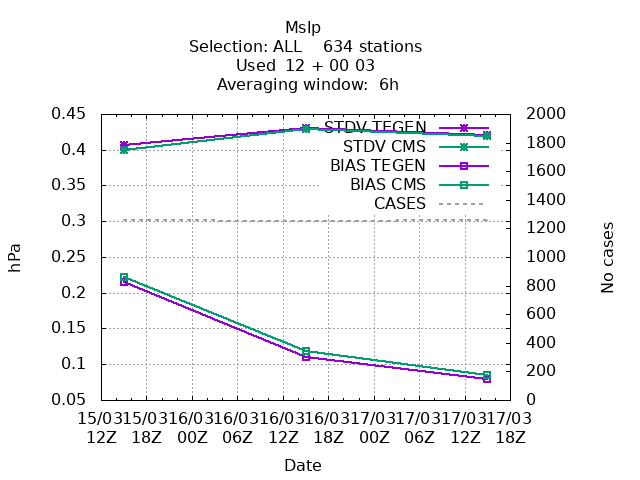 Mslp
Selection: ALL    634 stations
Used  12 + 00 03
Averaging window:  6h
0.45
0.4
0.35
0.3
0.25
0.2
0.15
0.1
0.05
hPa
STDV TEGEN
STDV CMS
BIAS TEGEN
BIAS CMS
CASES
2000
1800
1600
1400
1200
1000
800
600
400
200
0
No cases
15/03 15/03 16/03 16/03 16/03 16/03 17/03 17/03 17/03 17/03
12Z 18Z 00Z 06Z 12Z 18Z 00Z 06Z 12Z 18Z
Date